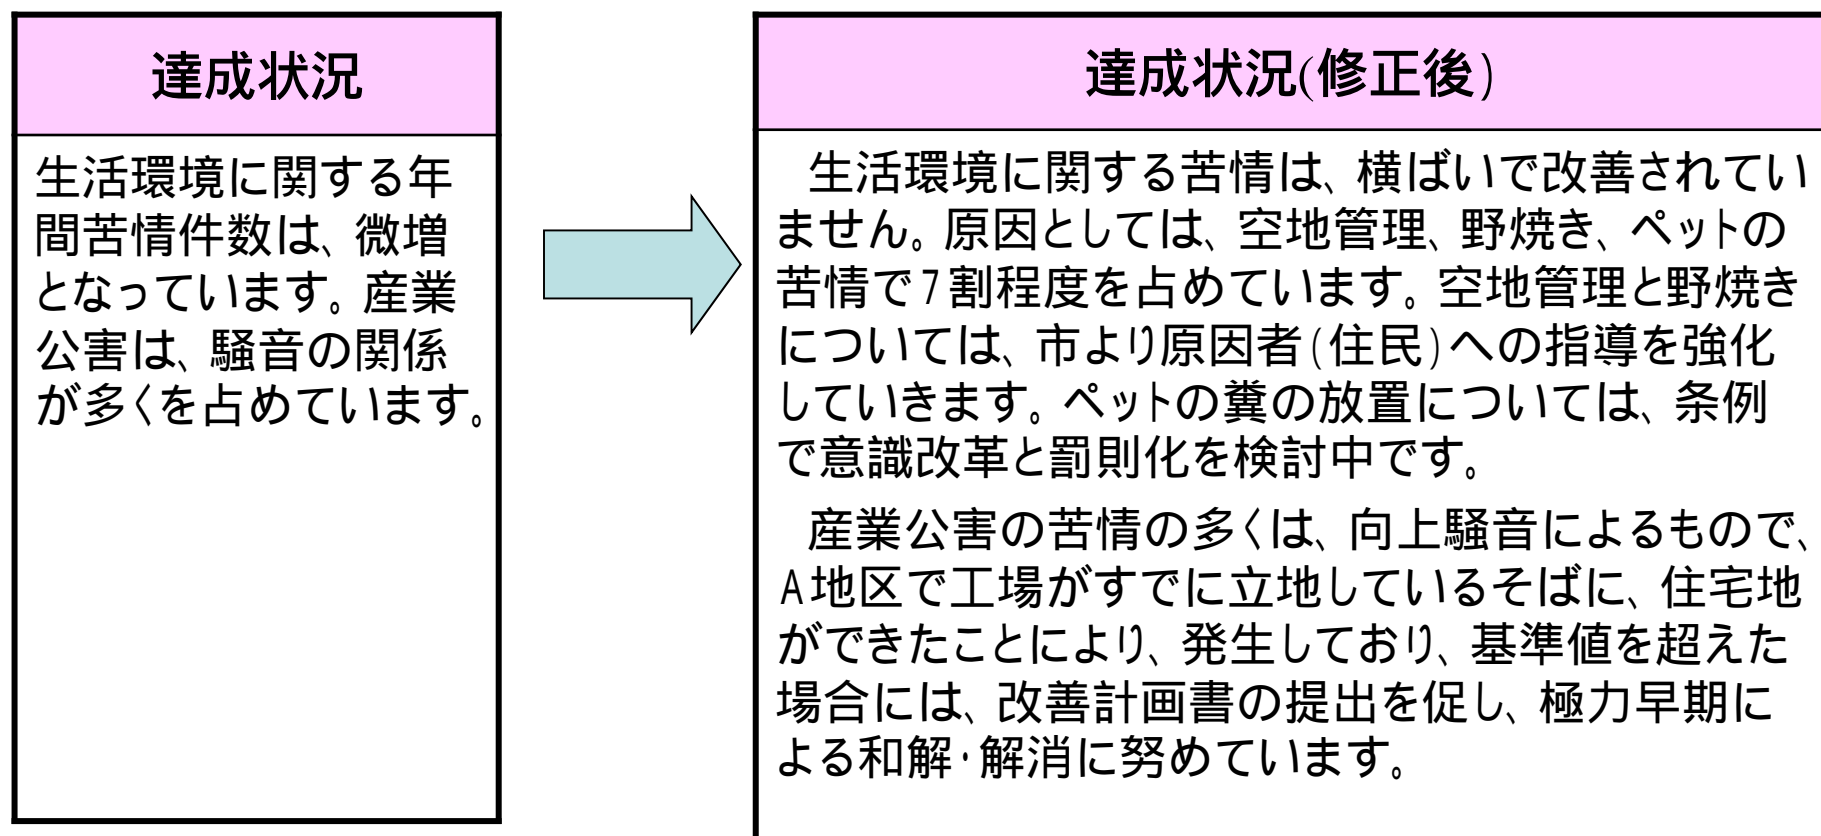 達成状況
生活環境に関する年
間苦情件数は、微増
となっています。産業
公害は、騒音の関係
が多くを占めています。
達成状況(修正後)
生活環境に関する苦情は、横ばいで改善されてい
ません。原因としては、空地管理、野焼き、ペットの
苦情で7割程度を占めています。空地管理と野焼き
については、市より原因者(住民)への指導を強化
していきます。ペットの糞の放置については、条例
で意識改革と罰則化を検討中です。
産業公害の苦情の多くは、向上騒音によるもので、
A地区で工場がすでに立地しているそばに、住宅地
ができたことにより、発生しており、基準値を超えた
場合には、改善計画書の提出を促し、極力早期に
よる和解・解消に努めています。